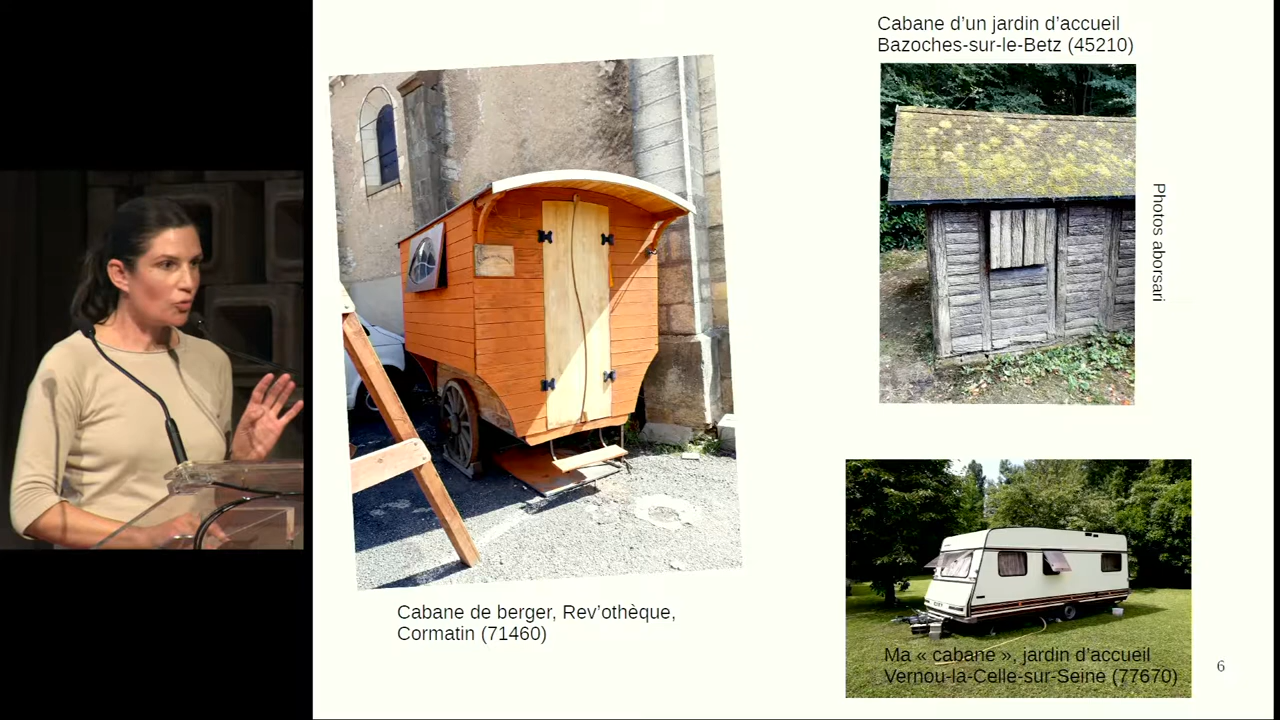 Cabane d'un jardin d'accueil
Bazoches-sur-le-Betz (45210)
Photos aborsari
Cabane de berger, Rev'othèque,
Cormatin (71460)
Ma « cabane », jardin d'accueil
Vernou-la-Celle-sur-Seine (77670)
6